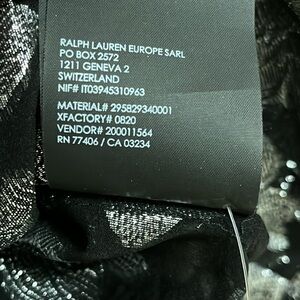 RALPH LAUREN EUROPE SARL
PO BOX 2572
1211 GENEVA 2
SWITZERLAND
NIF# IT03945310963
MATERIAL# 295829340001
XFACTORY# 0820
VENDOR# 200011564
RN 77406 / CA 03234